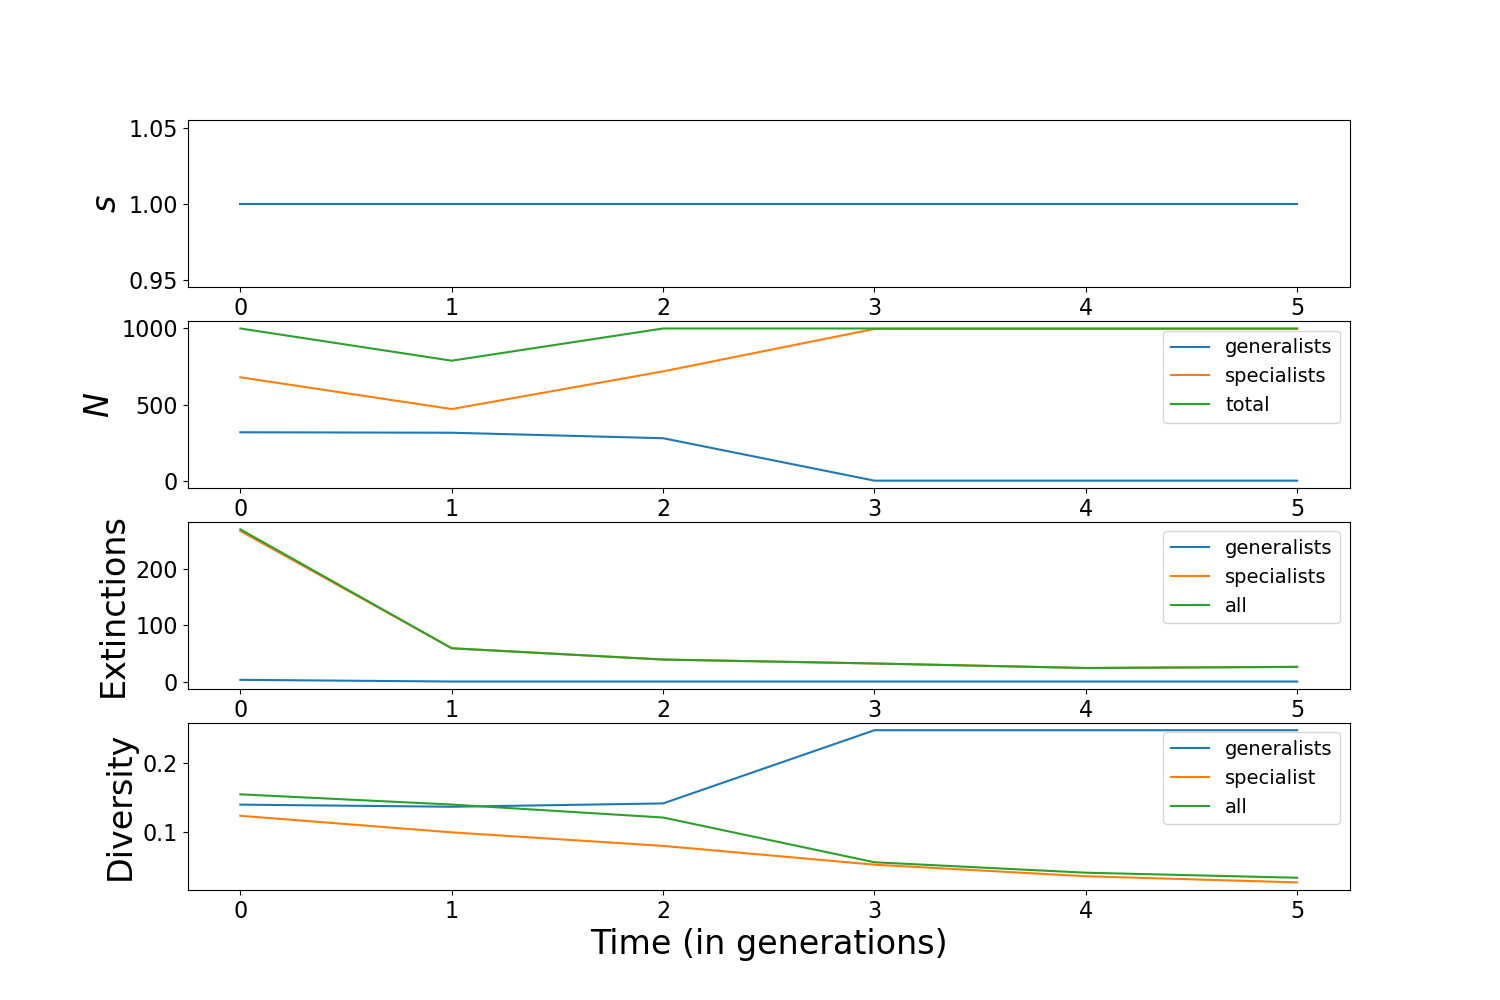 s
1.05
1.00
0.95
0 1 2 3 4 5
N
1000
500
0
generalists
specialists
total
0 1 2 3 4 5
Extinctions
200
100
0
generalists
specialists
all
0 1 2 3 4 5
Diversity
0.2
0.1
generalists
specialist
all
0 1 2 3 4 5
Time (in generations)